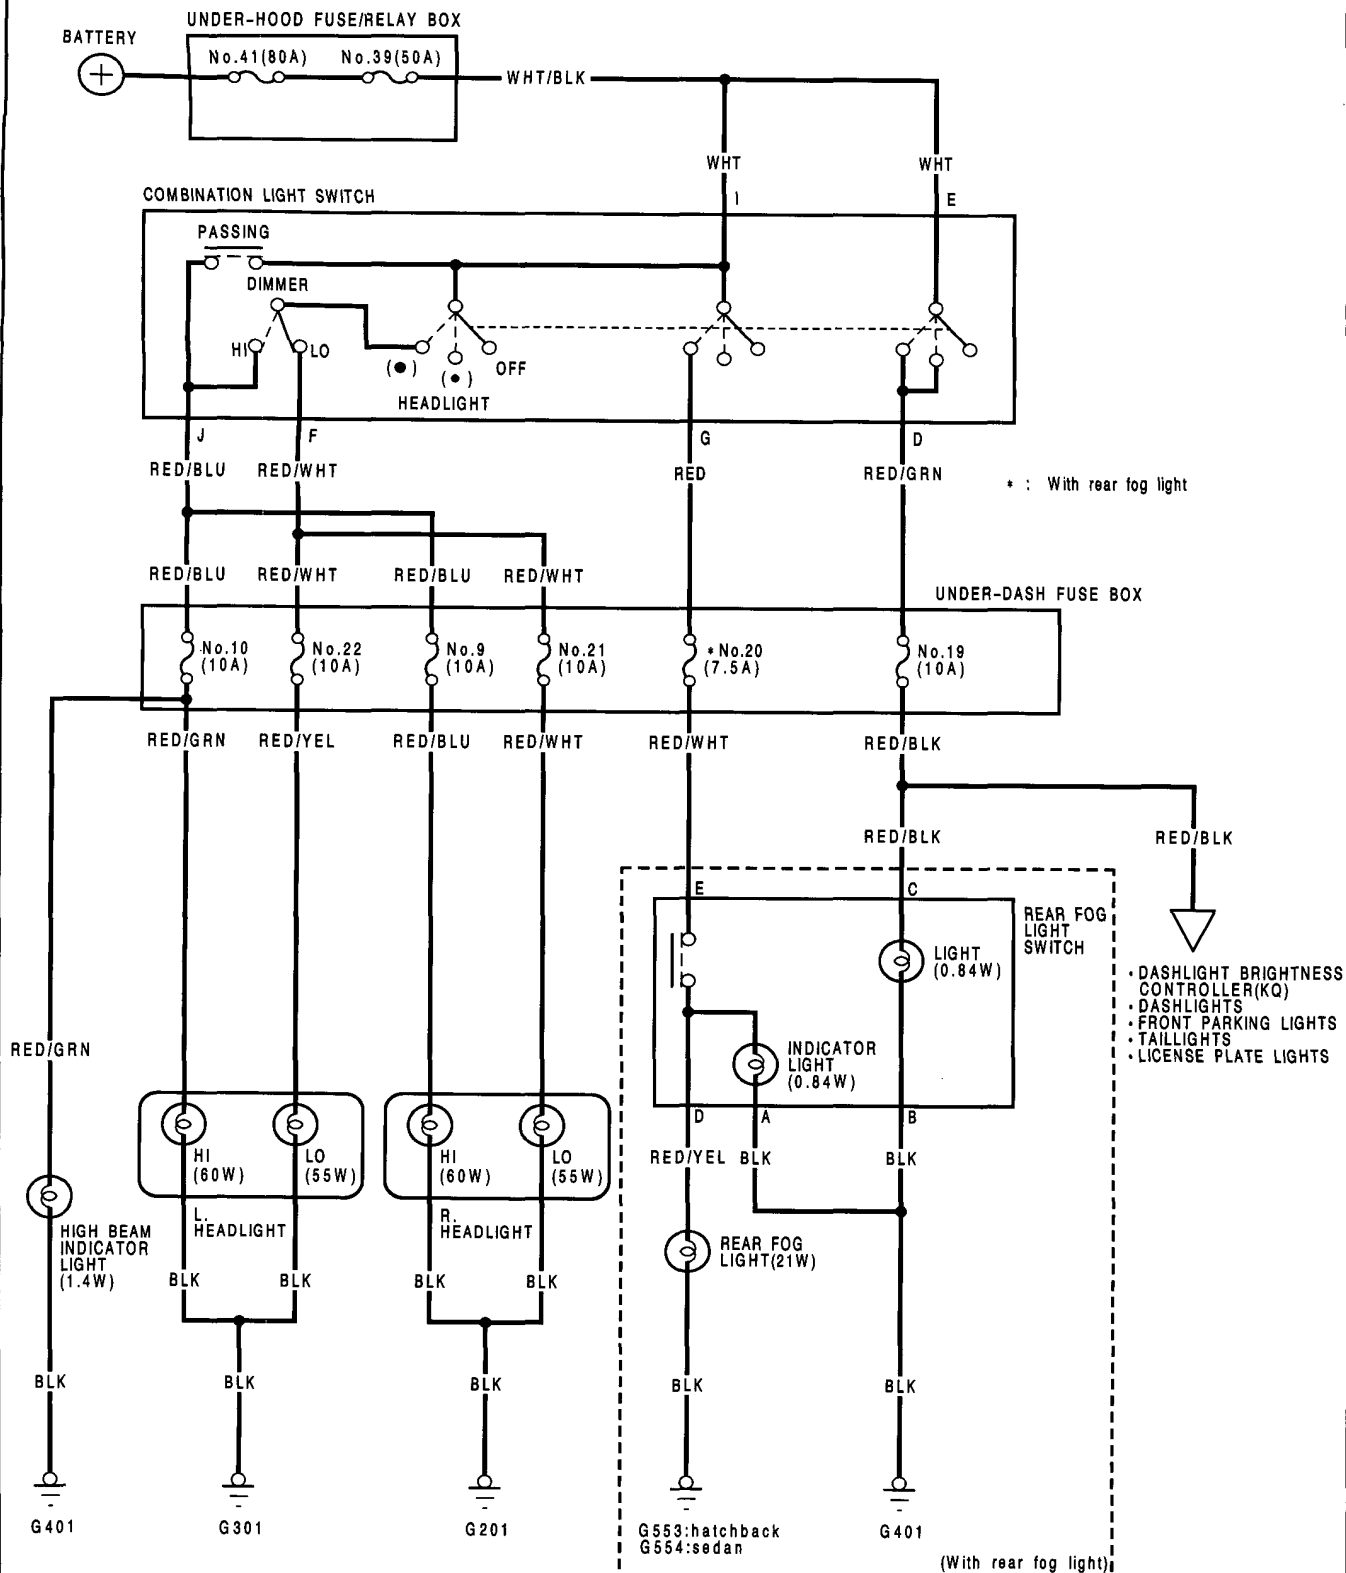 UNDER-HOOD FUSE/RELAY BOX
BATTERY
No.41(80A)
No.39(50A)
WHT/BLK
WHT
WHT
COMBINATION LIGHT SWITCH
I
E
PASSING
DIMMER
HI
LO
OFF
HEADLIGHT
J
F
G
D
RED/BLU
RED/WHT
RED
RED/GRN
* : With rear fog light
RED/BLU
RED/WHT
RED/BLU
RED/WHT
UNDER-DASH FUSE BOX
No.10
(10A)
No.22
(10A)
No.9
(10A)
No.21
(10A)
*No.20
(7.5A)
No.19
(10A)
RED/GRN
RED/YEL
RED/BLU
RED/WHT
RED/WHT
RED/BLK
RED/BLK
RED/BLK
E
C
REAR FOG
LIGHT
SWITCH
LIGHT
(0.84W)
• DASHLIGHT BRIGHTNESS
CONTROLLER(KQ)
• DASHLIGHTS
• FRONT PARKING LIGHTS
• TAILLIGHTS
• LICENSE PLATE LIGHTS
RED/GRN
INDICATOR
LIGHT
(0.84W)
D
A
B
HI
(60W)
LO
(55W)
HI
(60W)
LO
(55W)
RED/YEL
BLK
BLK
L.
HEADLIGHT
R.
HEADLIGHT
HIGH BEAM
INDICATOR
LIGHT
(1.4W)
REAR FOG
LIGHT(21W)
BLK
BLK
BLK
BLK
BLK
BLK
BLK
BLK
BLK
G401
G301
G201
G553:hatchback
G554:sedan
G401
(With rear fog light)